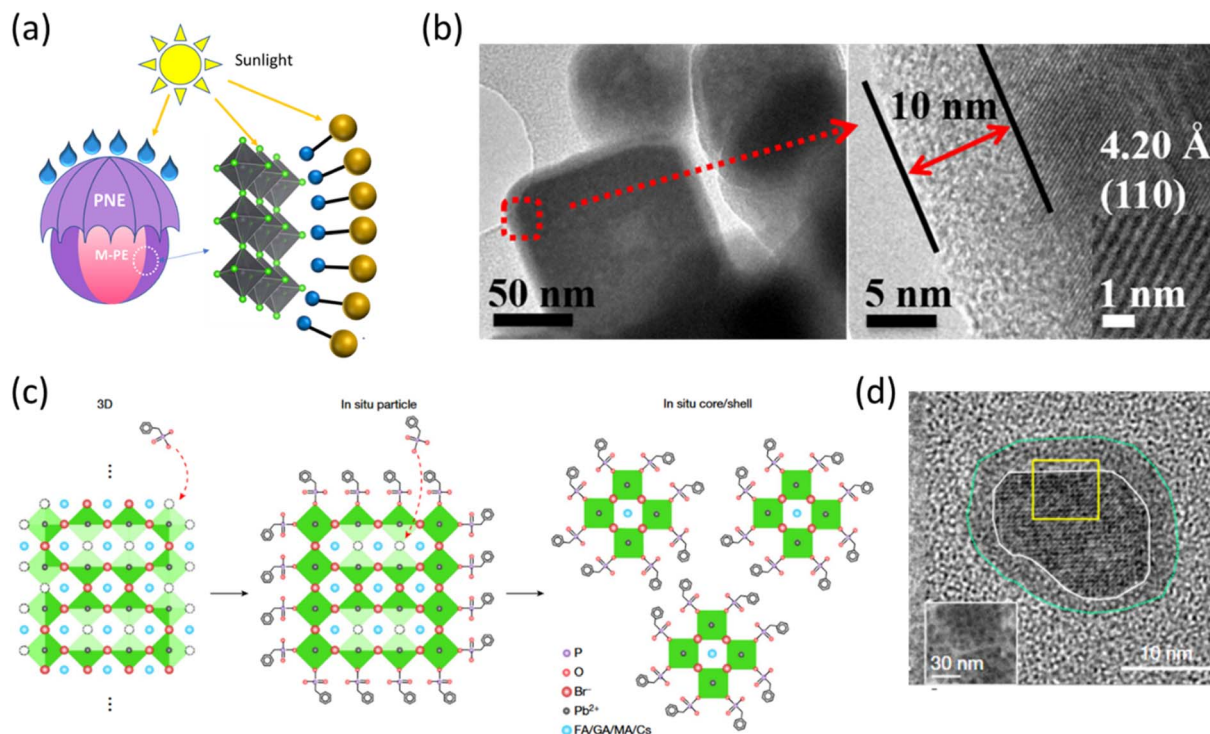 (a)
Sunlight
PNE
M-PE
(b)
50 nm
10 nm
4.20 Å
(110)
5 nm
1 nm
(c)
3D
In situ particle
In situ core/shell
P
O
Br⁻
Pb²⁺
FA/GA/MA/Cs
(d)
30 nm
10 nm